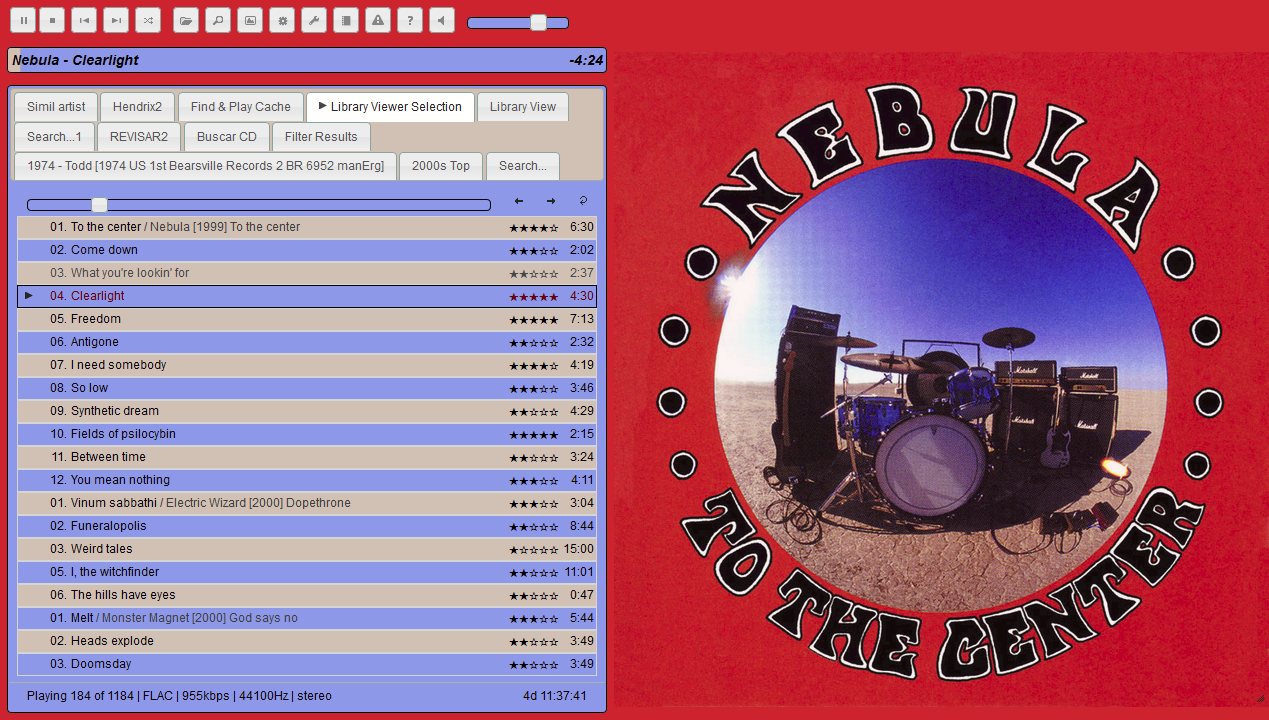 Nebula - Clearlight -4:24
Simil artist Hendrix2 Find & Play Cache Library Viewer Selection Library View
Search...1 REVISAR2 Buscar CD Filter Results
1974 - Todd [1974 US 1st Bearsville Records 2 BR 6952 manErg] 2000s Top Search...
01. To the center / Nebula [1999] To the center ★★★★☆ 6:30
02. Come down ★★★☆☆ 2:02
03. What you're lookin' for ★★☆☆☆ 2:37
04. Clearlight ★★★★★ 4:30
05. Freedom ★★★★★ 7:13
06. Antigone ★★☆☆☆ 2:32
07. I need somebody ★★★★☆ 4:19
08. So low ★★★☆☆ 3:46
09. Synthetic dream ★★☆☆☆ 4:29
10. Fields of psilocybin ★★★★★ 2:15
11. Between time ★★☆☆☆ 3:24
12. You mean nothing ★★★☆☆ 4:11
01. Vinum sabbathi / Electric Wizard [2000] Dopethrone ★★★☆☆ 3:04
02. Funeralopolis ★★☆☆☆ 8:44
03. Weird tales ★☆☆☆☆ 15:00
05. I, the witchfinder ★★☆☆☆ 11:01
06. The hills have eyes ★★☆☆☆ 0:47
01. Melt / Monster Magnet [2000] God says no ★★★☆☆ 5:44
02. Heads explode ★★☆☆☆ 3:49
03. Doomsday ★★☆☆☆ 3:49
Playing 184 of 1184 | FLAC | 955kbps | 44100Hz | stereo 4d 11:37:41
NEBULA
Marshall Marshall
Marshall Marshall
TO THE CENTER